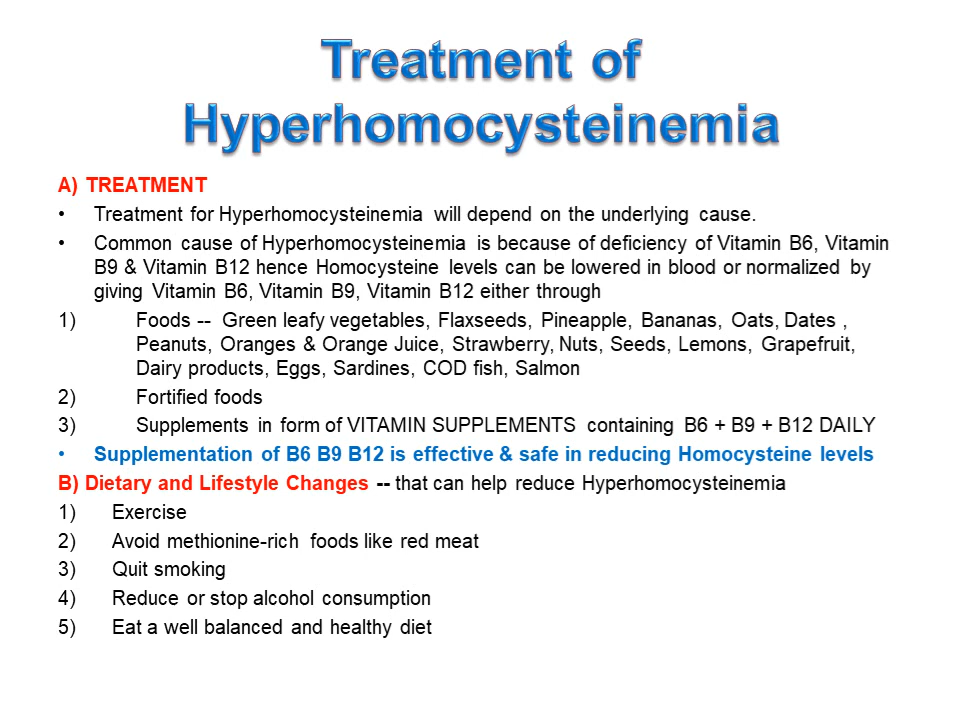 Treatment of
Hyperhomocysteinemia
A) TREATMENT
• Treatment for Hyperhomocysteinemia will depend on the underlying cause.
• Common cause of Hyperhomocysteinemia is because of deficiency of Vitamin B6, Vitamin
B9 & Vitamin B12 hence Homocysteine levels can be lowered in blood or normalized by
giving Vitamin B6, Vitamin B9, Vitamin B12 either through
1) Foods -- Green leafy vegetables, Flaxseeds, Pineapple, Bananas, Oats, Dates ,
Peanuts, Oranges & Orange Juice, Strawberry, Nuts, Seeds, Lemons, Grapefruit,
Dairy products, Eggs, Sardines, COD fish, Salmon
2) Fortified foods
3) Supplements in form of VITAMIN SUPPLEMENTS containing B6 + B9 + B12 DAILY
• Supplementation of B6 B9 B12 is effective & safe in reducing Homocysteine levels
B) Dietary and Lifestyle Changes -- that can help reduce Hyperhomocysteinemia
1) Exercise
2) Avoid methionine-rich foods like red meat
3) Quit smoking
4) Reduce or stop alcohol consumption
5) Eat a well balanced and healthy diet